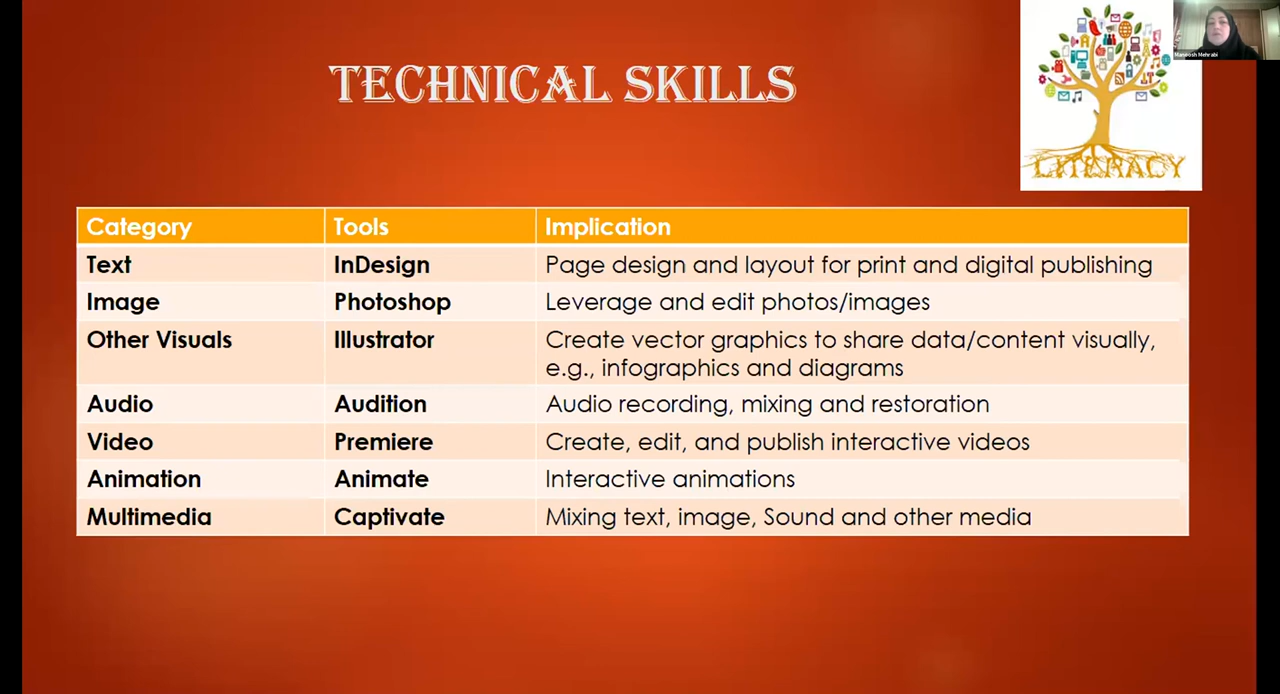 TECHNICAL SKILLS
LITERACY
Manoosh Mehrabi
Category Tools Implication
Text InDesign Page design and layout for print and digital publishing
Image Photoshop Leverage and edit photos/images
Other Visuals Illustrator Create vector graphics to share data/content visually,
e.g., infographics and diagrams
Audio Audition Audio recording, mixing and restoration
Video Premiere Create, edit, and publish interactive videos
Animation Animate Interactive animations
Multimedia Captivate Mixing text, image, Sound and other media